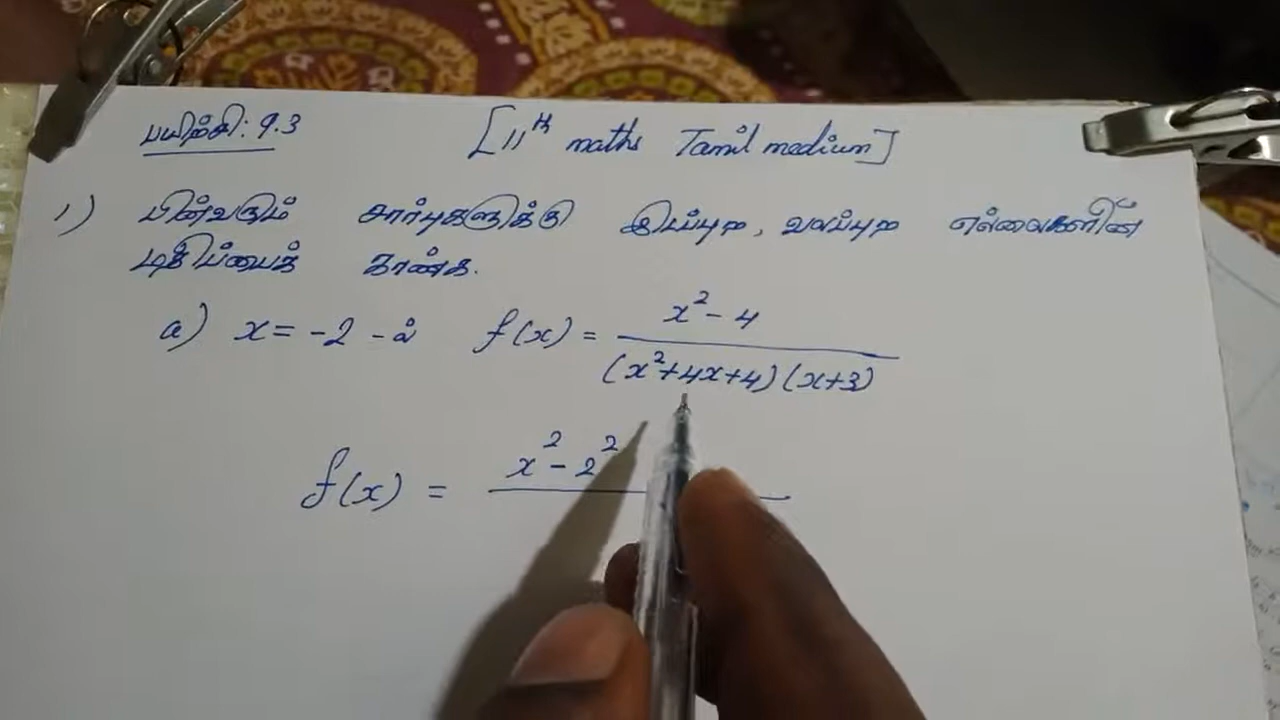 பயிற்சி: 9.3 [11th maths Tamil medium]
1) பின்வரும் சார்புகளுக்கு இடப்புற, வலப்புற எல்லைகளின்
மதிப்பைக் காண்க.
a) x = -2 -ல் f(x) = \frac{x² - 4}{(x²+4x+4)(x+3)}
f(x) = x² - 2²